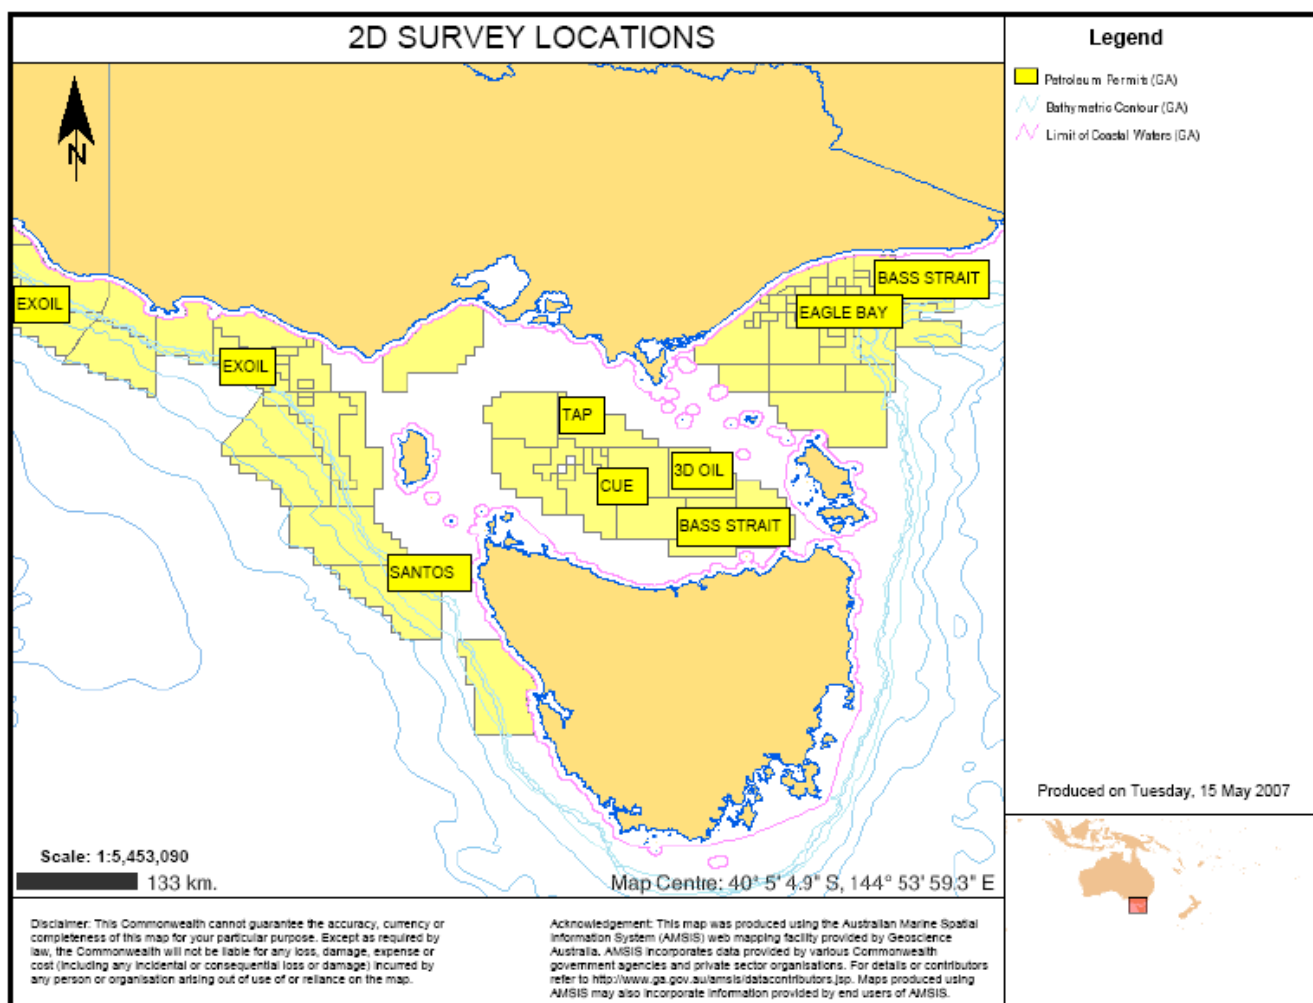 2D SURVEY LOCATIONS
Legend
Petroleum Permits (GA)
Bathymetric Contour (GA)
Limit of Coastal Waters (GA)
N
BASS STRAIT
EXOIL
EAGLE BAY
EXOIL
TAP
3D OIL
CUE
BASS STRAIT
SANTOS
Produced on Tuesday, 15 May 2007
Scale: 1:5,453,090
133 km.
Map Centre: 40° 5' 4.9" S, 144° 53' 59.3" E
Disclaimer: This Commonwealth cannot guarantee the accuracy, currency or
completeness of this map for your particular purpose. Except as required by
law, the Commonwealth will not be liable for any loss, damage, expense or
cost (including any incidental or consequential loss or damage) incurred by
any person or organisation arising out of use of or reliance on the map.
Acknowledgement: This map was produced using the Australian Marine Spatial
Information System (AMSIS) web mapping facility provided by Geoscience
Australia. AMSIS incorporates data provided by various Commonwealth
government agencies and private sector organisations. For details or contributors
refer to http://www.ga.gov.au/amsis/datacontributors.jsp. Maps produced using
AMSIS may also incorporate information provided by end users of AMSIS.